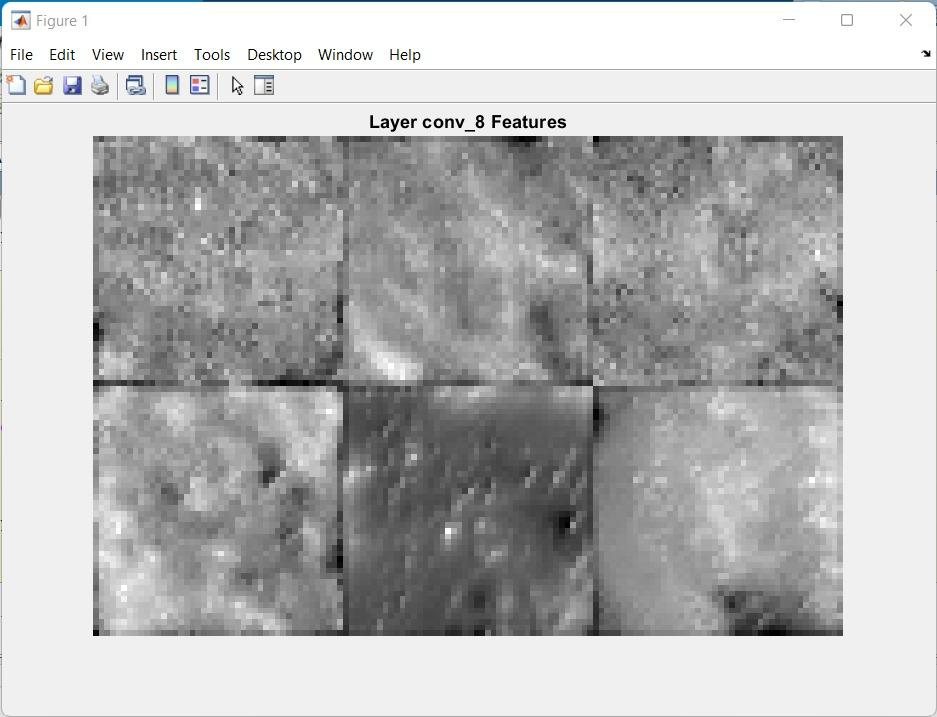 Figure 1
File Edit View Insert Tools Desktop Window Help
Layer conv_8 Features